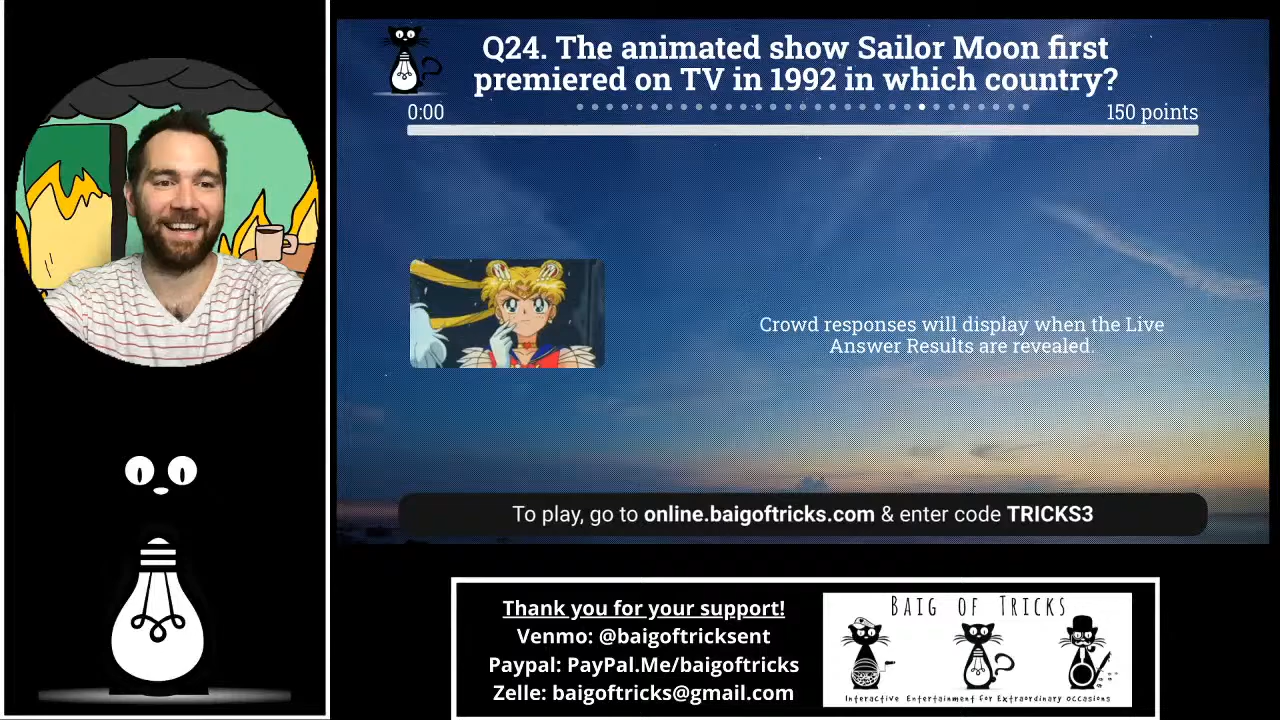 Q24. The animated show Sailor Moon first
premiered on TV in 1992 in which country?
0:00
150 points
Crowd responses will display when the Live
Answer Results are revealed.
To play, go to online.baigoftricks.com & enter code TRICKS3
Thank you for your support!
Venmo: @baigoftricksent
Paypal: PayPal.Me/baigoftricks
Zelle: baigoftricks@gmail.com
BAIG OF TRICKS
Interactive Entertainment for Extraordinary Occasions